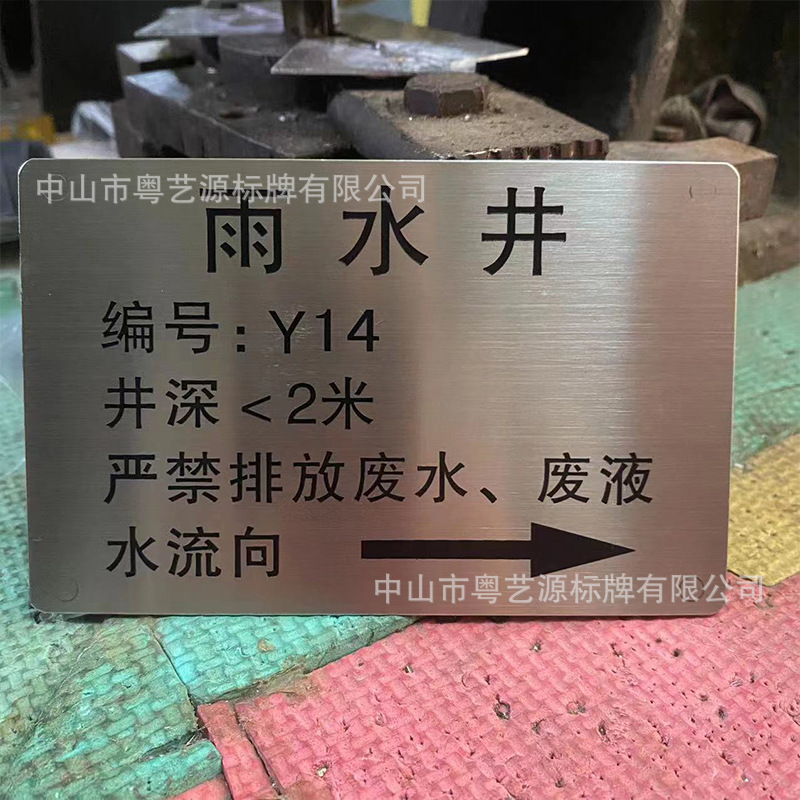 中山市粤艺源标牌有限公司
雨水井
编号:Y14
井深<2米
严禁排放废水、废液
水流向
中山市粤艺源标牌有限公司